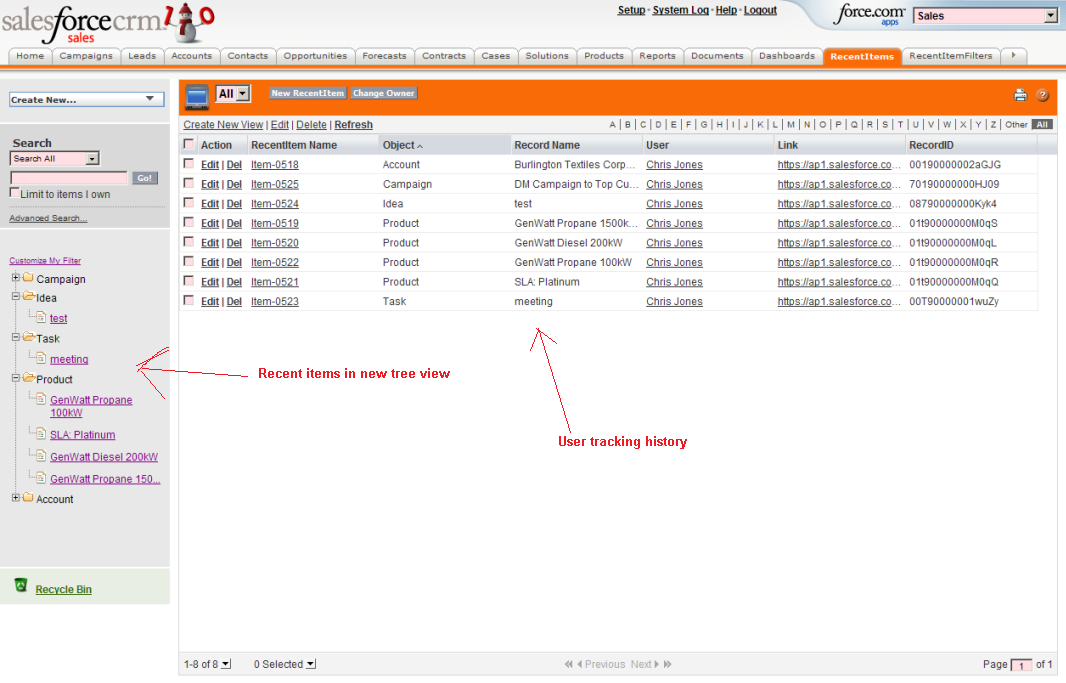 salesforcecrm 10
sales
Setup · System Log · Help · Logout
force.com
apps
Sales
Home Campaigns Leads Accounts Contacts Opportunities Forecasts Contracts Cases Solutions Products Reports Documents Dashboards RecentItems RecentItemFilters
Create New...
Search
Search All
Go!
Limit to items I own
Advanced Search...
Customize My Filter
Campaign
Idea
test
Task
meeting
Product
GenWatt Propane
100kW
SLA: Platinum
GenWatt Diesel 200kW
GenWatt Propane 150...
Account
Recycle Bin
All New RecentItem Change Owner
Create New View | Edit | Delete | Refresh
A | B | C | D | E | F | G | H | I | J | K | L | M | N | O | P | Q | R | S | T | U | V | W | X | Y | Z | Other All
Action RecentItem Name Object Record Name User Link RecordID
Edit | Del Item-0518 Account Burlington Textiles Corp... Chris Jones https://ap1.salesforce.co... 00190000002aGJG
Edit | Del Item-0525 Campaign DM Campaign to Top Cu... Chris Jones https://ap1.salesforce.co... 70190000000HJ09
Edit | Del Item-0524 Idea test Chris Jones https://ap1.salesforce.co... 08790000000Kyk4
Edit | Del Item-0519 Product GenWatt Propane 1500k... Chris Jones https://ap1.salesforce.co... 01t90000000M0qS
Edit | Del Item-0520 Product GenWatt Diesel 200kW Chris Jones https://ap1.salesforce.co... 01t90000000M0qL
Edit | Del Item-0522 Product GenWatt Propane 100kW Chris Jones https://ap1.salesforce.co... 01t90000000M0qR
Edit | Del Item-0521 Product SLA: Platinum Chris Jones https://ap1.salesforce.co... 01t90000000M0qQ
Edit | Del Item-0523 Task meeting Chris Jones https://ap1.salesforce.co... 00T90000001wuZy
Recent items in new tree view
User tracking history
1-8 of 8 0 Selected Previous Next Page 1 of 1